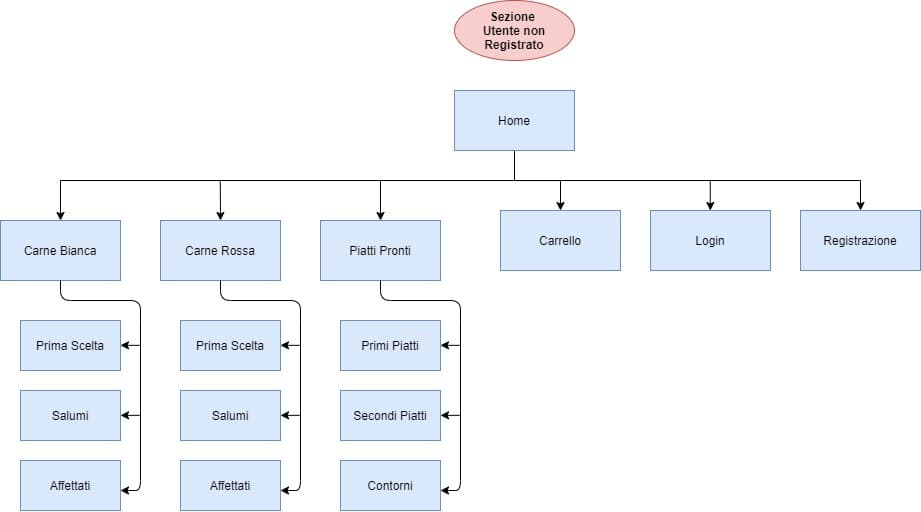 Sezione
Utente non
Registrato
Home
Carne Bianca
Carne Rossa
Piatti Pronti
Carrello
Login
Registrazione
Prima Scelta
Prima Scelta
Primi Piatti
Salumi
Salumi
Secondi Piatti
Affettati
Affettati
Contorni